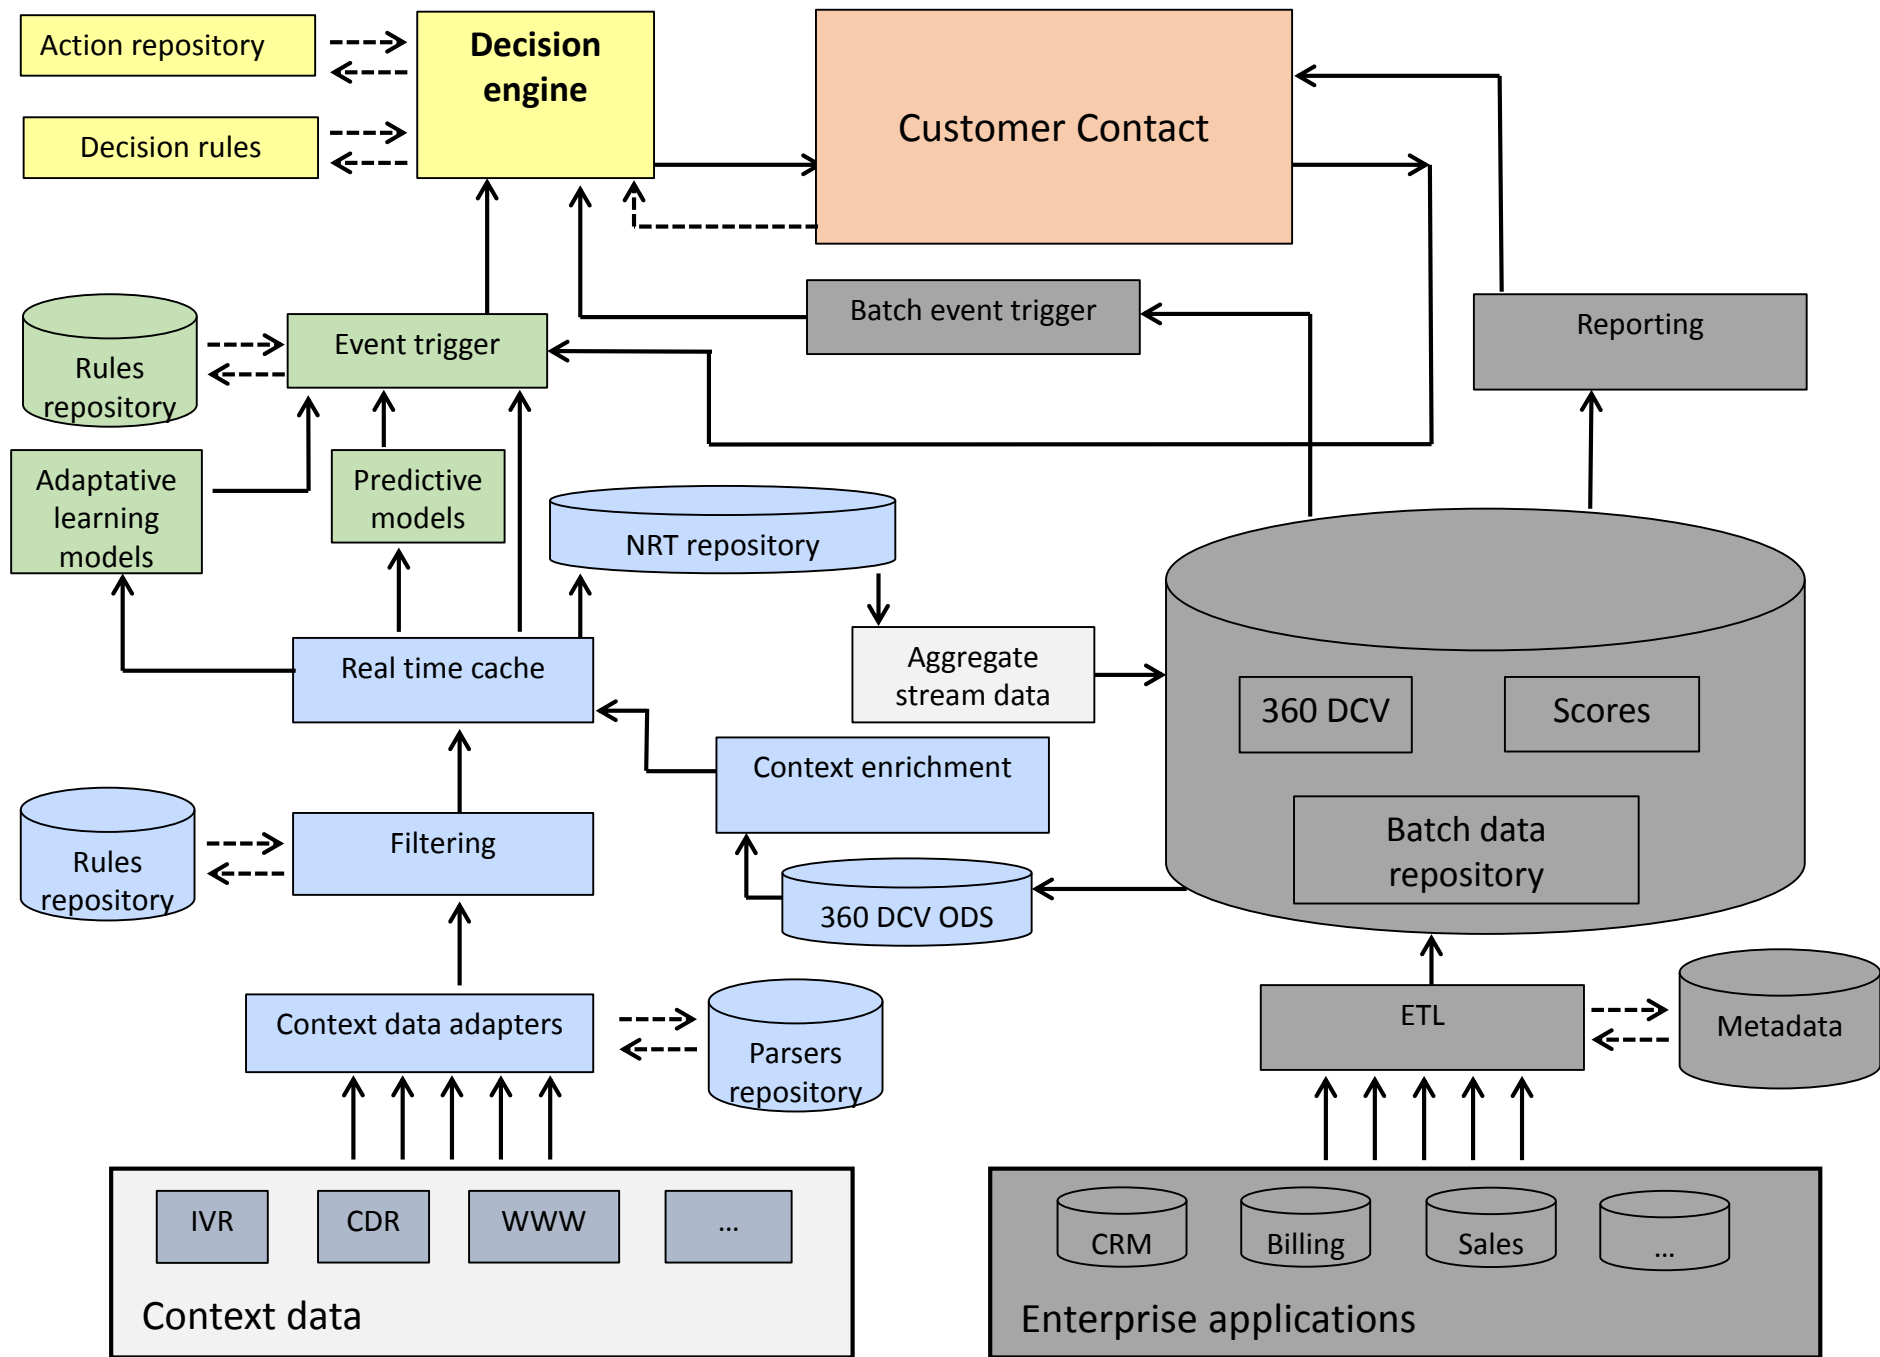 Action repository
Decision
engine
Customer Contact
Decision rules
Batch event trigger
Reporting
Event trigger
Rules
repository
Adaptative
learning
models
Predictive
models
NRT repository
Real time cache
Aggregate
stream data
360 DCV
Scores
Context enrichment
Batch data
repository
Rules
repository
Filtering
360 DCV ODS
Context data adapters
Parsers
repository
ETL
Metadata
IVR
CDR
WWW
...
CRM
Billing
Sales
...
Context data
Enterprise applications